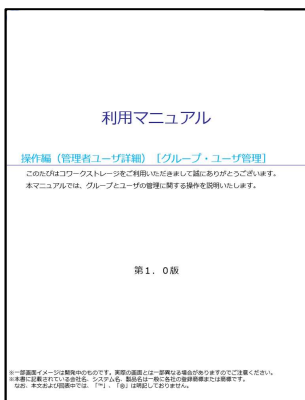 利用マニュアル
操作編（管理者ユーザ詳細）［グループ・ユーザ管理］
このたびはコワークストレージをご利用いただきまして誠にありがとうございます。
本マニュアルでは、グループとユーザの管理に関する操作を説明いたします。
第１．０版
※一部画面イメージは開発中のものです。実際の画面とは一部異なる場合がありますのでご注意ください。
※本書に記載されている会社名、システム名、製品名は一般に各社の登録商標または商標です。
なお、本文および図表中では、「™」、「®」は明記しておりません。